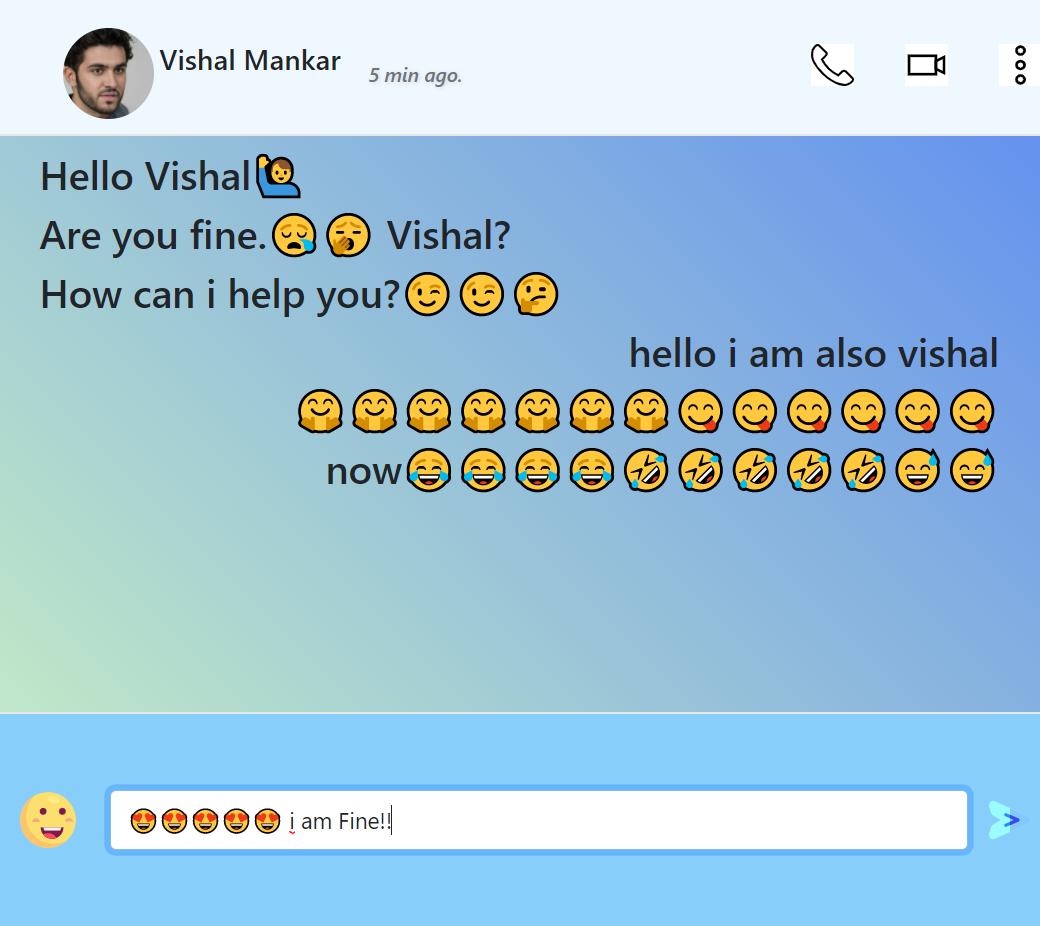 Vishal Mankar
5 min ago.
Hello Vishal🙋‍♂️
Are you fine.😪🥱 Vishal?
How can i help you?😉😉🤔
hello i am also vishal
🤗🤗🤗🤗🤗🤗🤗😋😋😋😋😋😋
now😂😂😂😂🤣🤣🤣🤣🤣😅😅
😍😍😍😍😍 i am Fine!!